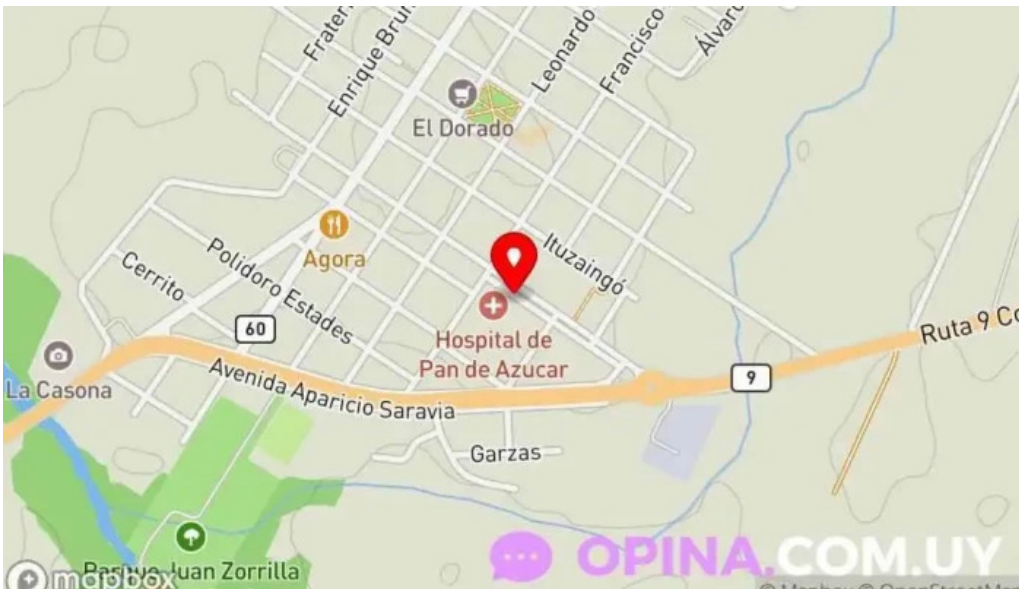 Frater
Enrique Brun
Leonardo
Francisco
Álvaro
El Dorado
Agora
Ituzaingó
Polidoro Estades
Cerrito
60
Hospital de
Pan de Azucar
Ruta 9 Co
9
La Casona
Avenida Aparicio Saravia
Garzas
OPINA.COM.UY
Parque Juan Zorrilla
mapbox
© Mapbox © OpenStreetMap